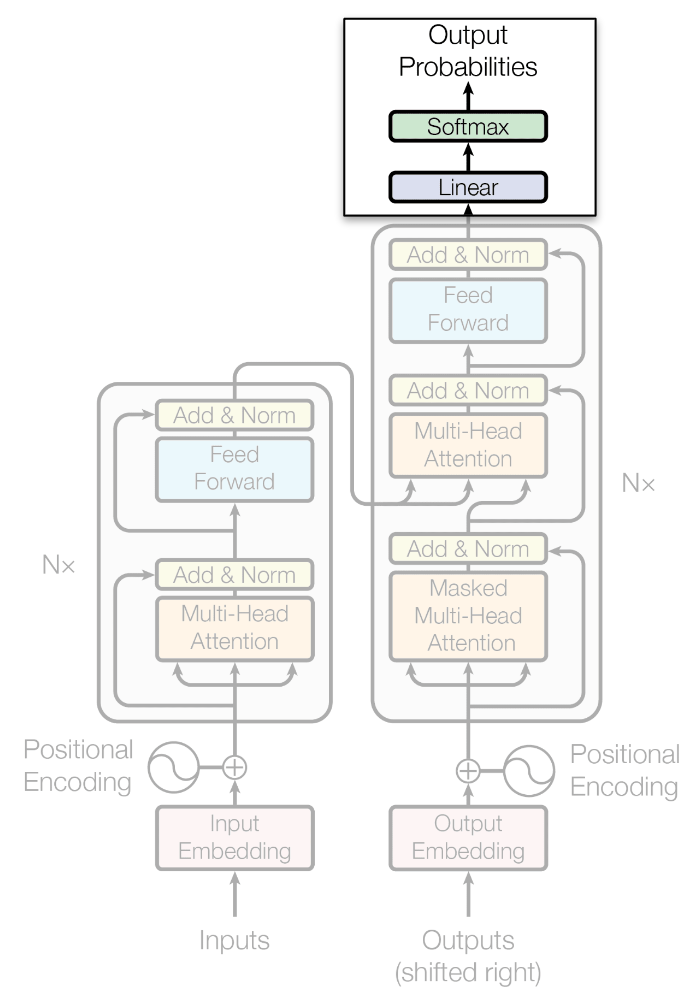 Output
Probabilities
Softmax
Linear
Add & Norm
Feed
Forward
Add & Norm
Multi-Head
Attention
Nx
Add & Norm
Masked
Multi-Head
Attention
Add & Norm
Feed
Forward
N×
Add & Norm
Multi-Head
Attention
Positional
Encoding
Positional
Encoding
Input
Embedding
Output
Embedding
Inputs
Outputs
(shifted right)